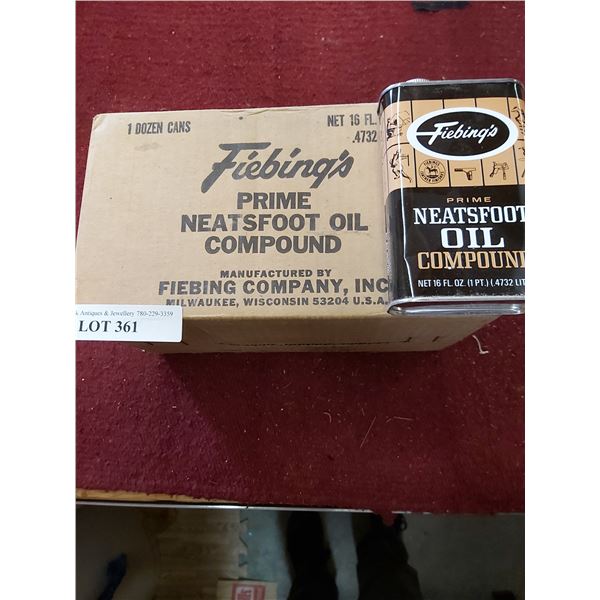 1 DOZEN CANS
NET 16 FL.
.4732
Fiebing's
PRIME
NEATSFOOT OIL
COMPOUND
MANUFACTURED BY
FIEBING COMPANY, INC
MILWAUKEE, WISCONSIN 53204 U.S.A.
Antiques & Jewellery 780-229-3359
LOT 361
Fiebing's
PRIME
NEATSFOOT
OIL
COMPOUND
NET 16 FL. OZ. (1 PT.) (.4732 LIT